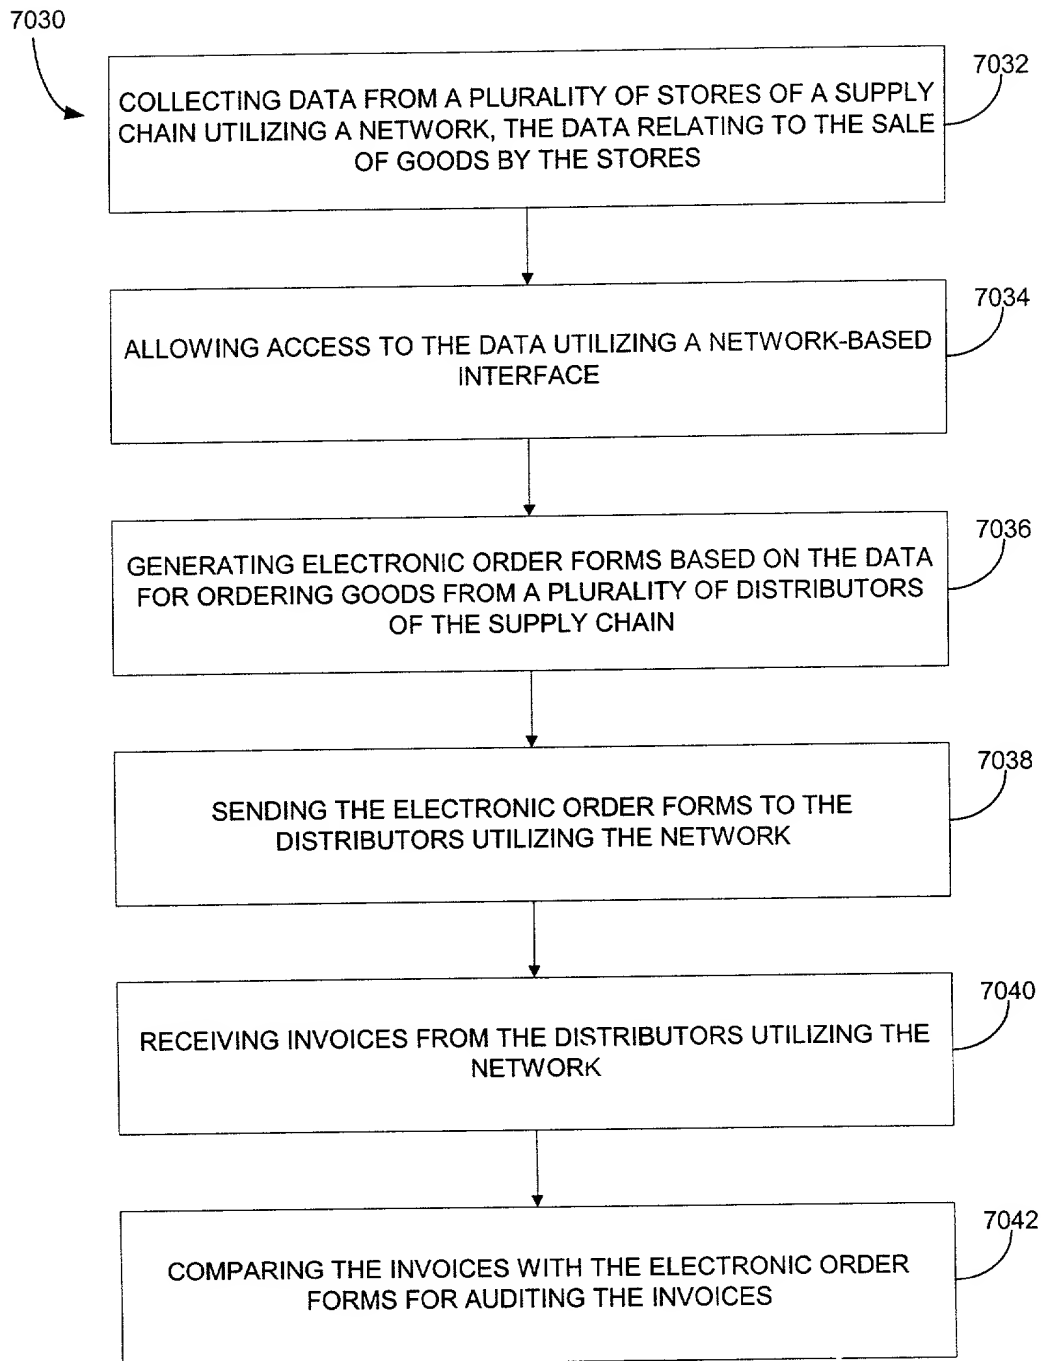 7030
7032
COLLECTING DATA FROM A PLURALITY OF STORES OF A SUPPLY
CHAIN UTILIZING A NETWORK, THE DATA RELATING TO THE SALE
OF GOODS BY THE STORES
7034
ALLOWING ACCESS TO THE DATA UTILIZING A NETWORK-BASED
INTERFACE
7036
GENERATING ELECTRONIC ORDER FORMS BASED ON THE DATA
FOR ORDERING GOODS FROM A PLURALITY OF DISTRIBUTORS
OF THE SUPPLY CHAIN
7038
SENDING THE ELECTRONIC ORDER FORMS TO THE
DISTRIBUTORS UTILIZING THE NETWORK
7040
RECEIVING INVOICES FROM THE DISTRIBUTORS UTILIZING THE
NETWORK
7042
COMPARING THE INVOICES WITH THE ELECTRONIC ORDER
FORMS FOR AUDITING THE INVOICES